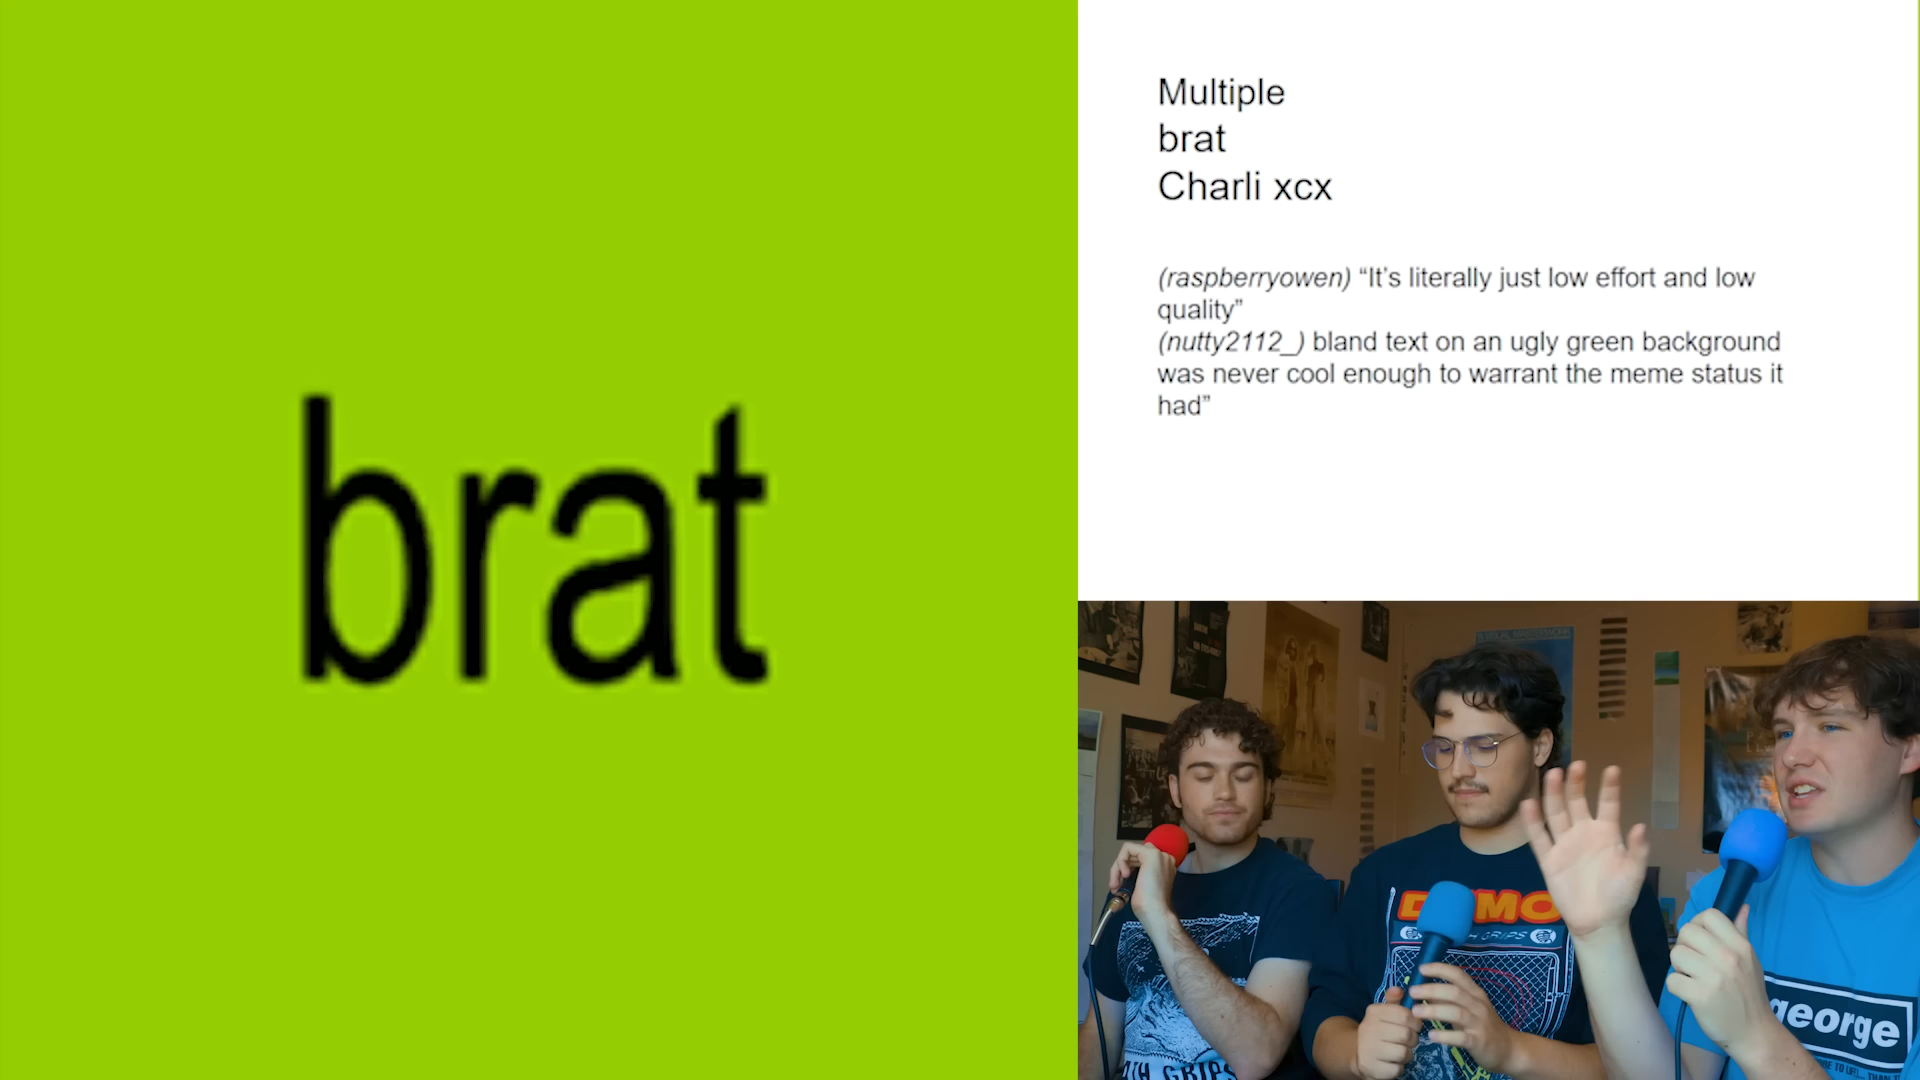 brat
Multiple
brat
Charli xcx
(raspberryowen) “It’s literally just low effort and low
quality”
(nutty2112_) bland text on an ugly green background
was never cool enough to warrant the meme status it
had”
GRIPS
george